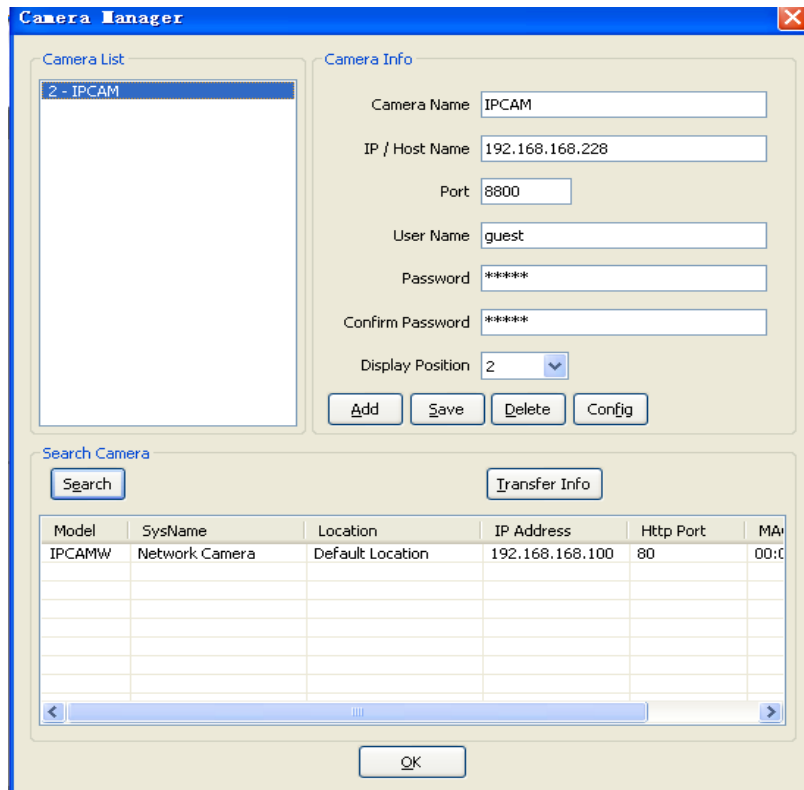 Camera Manager
Camera List
2 - IPCAM
Camera Info
Camera Name IPCAM
IP / Host Name 192.168.168.228
Port 8800
User Name guest
Password *****
Confirm Password *****
Display Position 2
Add Save Delete Config
Search Camera
Search Transfer Info
Model SysName Location IP Address Http Port
IPCAMW Network Camera Default Location 192.168.168.100 80
OK